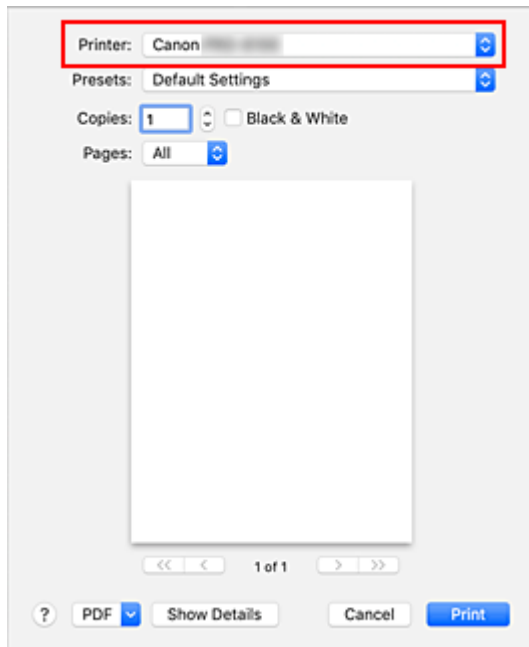 Printer: Canon
Presets: Default Settings
Copies: 1 Black & White
Pages: All
<< < 1 of 1 > >>
? PDF Show Details Cancel Print